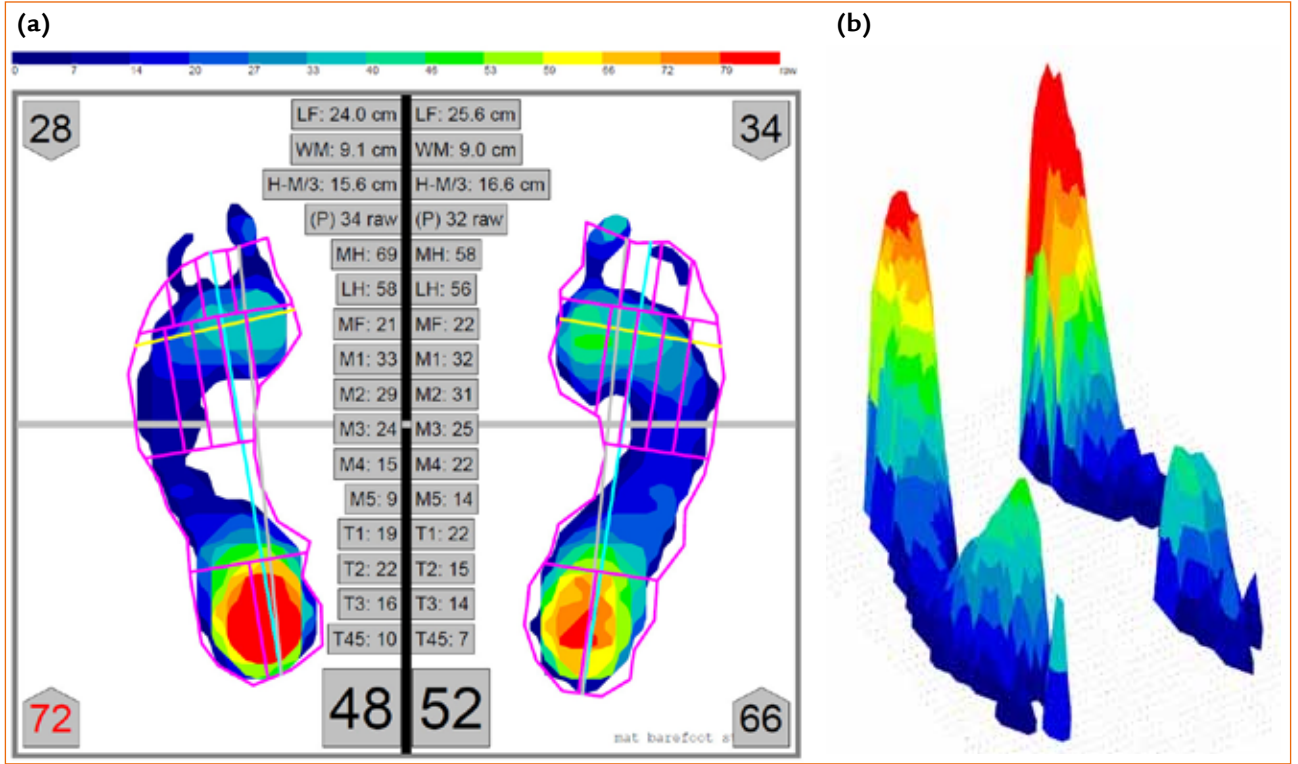 (a)
(b)
0 7 14 20 27 33 40 46 53 59 66 72 79 raw
28
34
LF: 24.0 cm LF: 25.6 cm
WM: 9.1 cm WM: 9.0 cm
H-M/3: 15.6 cm H-M/3: 16.6 cm
(P) 34 raw (P) 32 raw
MH: 69 MH: 58
LH: 58 LH: 56
MF: 21 MF: 22
M1: 33 M1: 32
M2: 29 M2: 31
M3: 24 M3: 25
M4: 15 M4: 22
M5: 9 M5: 14
T1: 19 T1: 22
T2: 22 T2: 15
T3: 16 T3: 14
T45: 10 T45: 7
72
48 52
66
mat barefoot